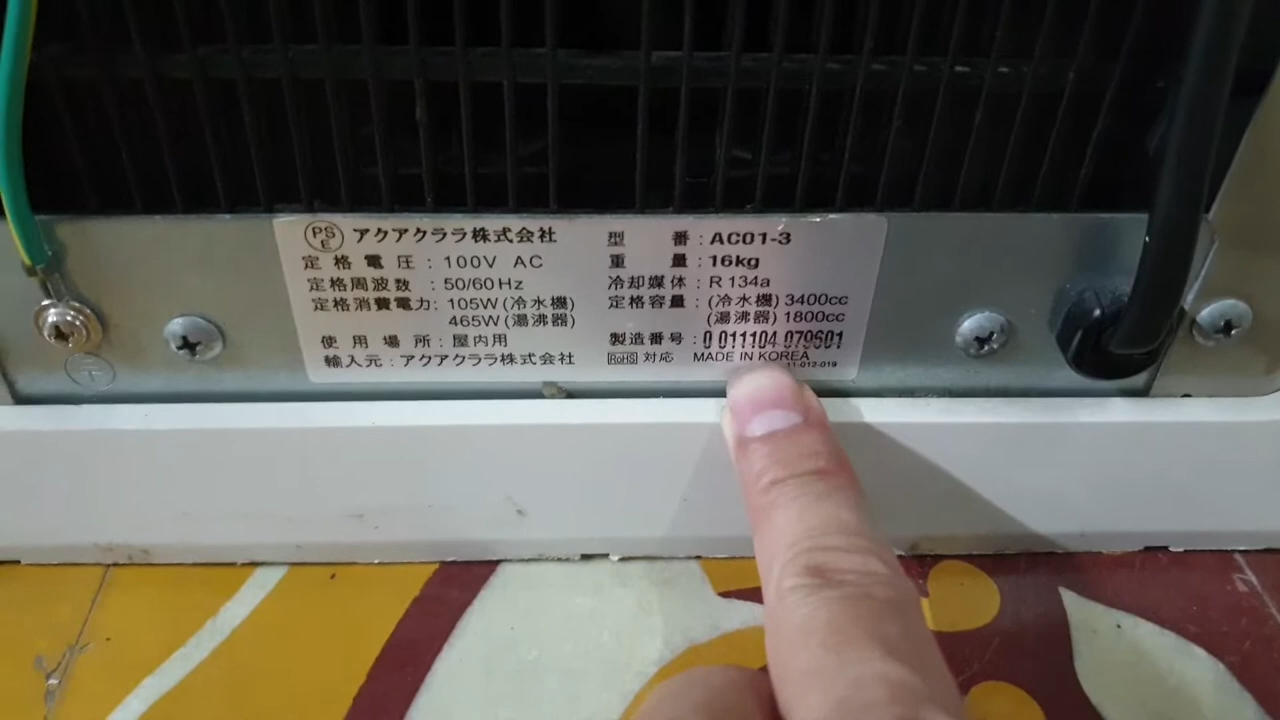 PS E アクアクララ株式会社
定格電圧：100V AC
定格周波数：50/60Hz
定格消費電力：105W(冷水機)
465W(湯沸器)
使用場所：屋内用
輸入元：アクアクララ株式会社
型番：AC01-3
重量：16kg
冷却媒体：R 134a
定格容量：(冷水機) 3400cc
(湯沸器) 1800cc
製造番号：0 011104 079601
RoHS 対応 MADE IN KOREA
11-012-019